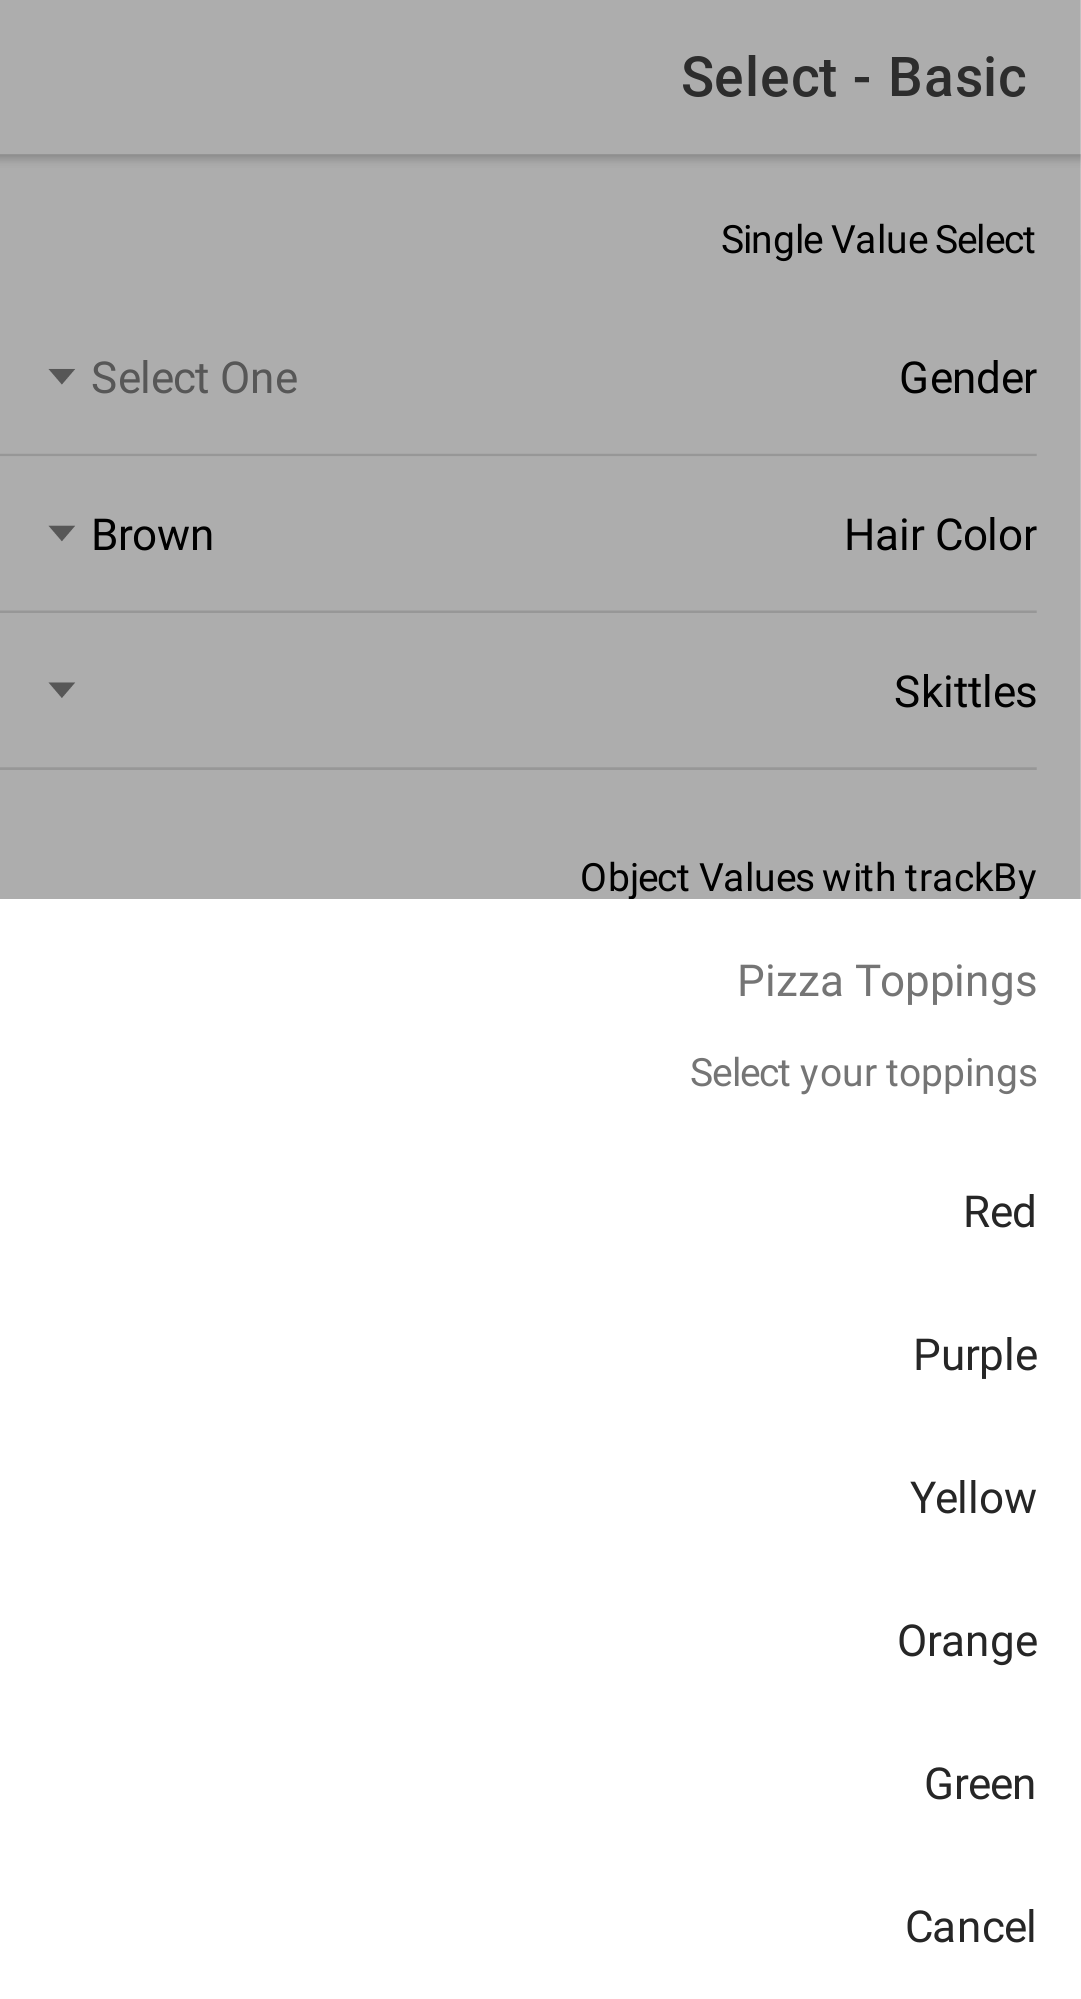 Select - Basic
Single Value Select
Gender
Select One
Hair Color
Brown
Skittles
Object Values with trackBy
Pizza Toppings
Select your toppings
Red
Purple
Yellow
Orange
Green
Cancel